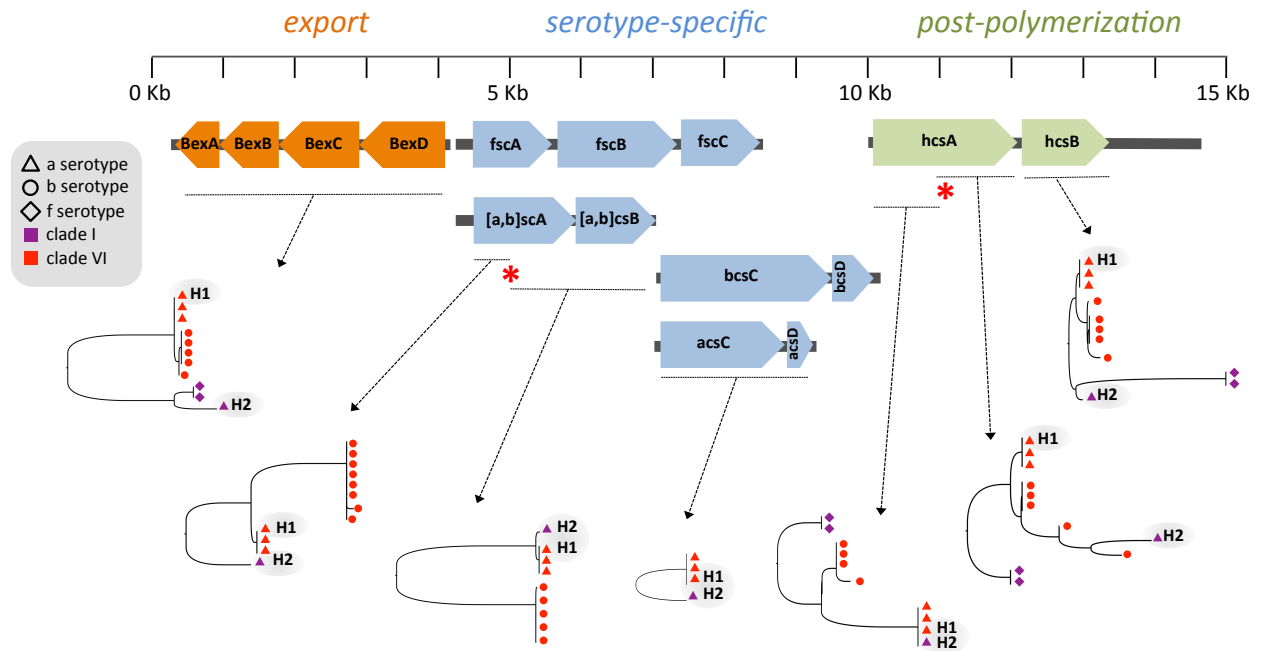 export serotype-specific post-polymerization
0 Kb 5 Kb 10 Kb 15 Kb
BexA BexB BexC BexD fscA fscB fscC hcsA hcsB
a serotype
b serotype
f serotype
clade I
clade VI
[a,b]scA [a,b]csB
*
*
bcsC bcsD
acsC acsD
H1
H2
H1
H2
H2
H1
H1
H2
H1
H2
H1
H2
H1
H2